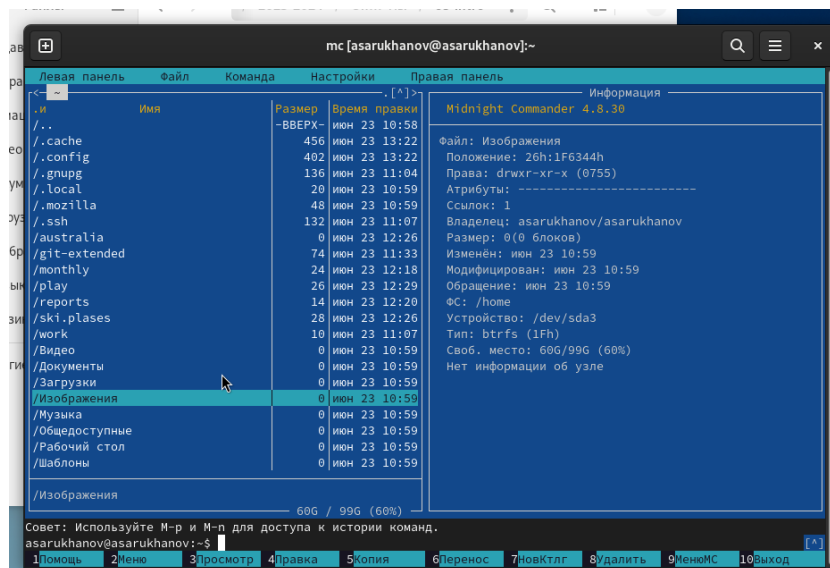 mc [asarukhanov@asarukhanov]:~
Левая панель Файл Команда Настройки Правая панель
<- ~ .[^]>
Информация
.и Имя Размер Время правки
Midnight Commander 4.8.30
/.. -ВВЕРХ- июн 23 10:58
/.cache 456 июн 23 13:22
Файл: Изображения
/.config 402 июн 23 13:22
Положение: 26h:1F6344h
/.gnupg 136 июн 23 11:04
Права: drwxr-xr-x (0755)
/.local 20 июн 23 10:59
Атрибуты: -------------------------
/.mozilla 48 июн 23 10:59
Ссылок: 1
/.ssh 132 июн 23 11:07
Владелец: asarukhanov/asarukhanov
/australia 0 июн 23 12:26
Размер: 0(0 блоков)
/git-extended 74 июн 23 11:33
Изменён: июн 23 10:59
/monthly 24 июн 23 12:18
Модифицирован: июн 23 10:59
/play 26 июн 23 12:29
Обращение: июн 23 10:59
/reports 14 июн 23 12:20
ФС: /home
/ski.plases 28 июн 23 12:26
Устройство: /dev/sda3
/work 10 июн 23 11:07
Тип: btrfs (1Fh)
/Видео 0 июн 23 10:59
Своб. место: 60G/99G (60%)
/Документы 0 июн 23 10:59
Нет информации об узле
/Загрузки 0 июн 23 10:59
/Изображения 0 июн 23 10:59
/Музыка 0 июн 23 10:59
/Общедоступные 0 июн 23 10:59
/Рабочий стол 0 июн 23 10:59
/Шаблоны 0 июн 23 10:59
/Изображения
60G / 99G (60%)
Совет: Используйте M-p и M-n для доступа к истории команд.
asarukhanov@asarukhanov:~$ [^]
1Помощь 2Меню 3Просмотр 4Правка 5Копия 6Перенос 7НовКтлг 8Удалить 9МенюМС 10Выход